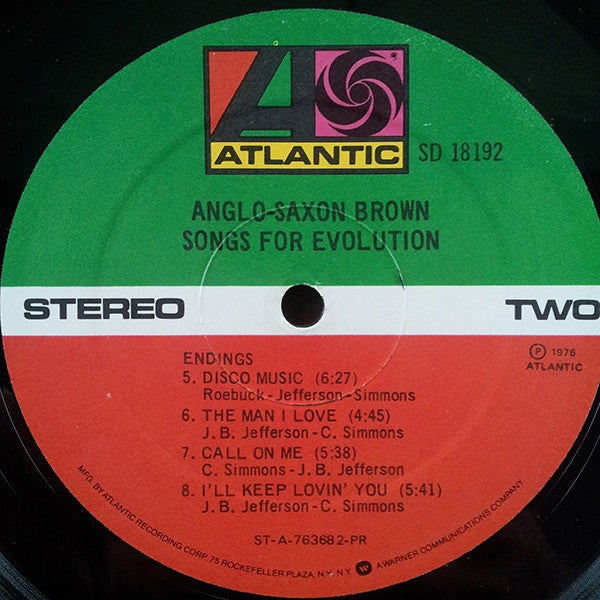 ATLANTIC
SD 18192
ANGLO-SAXON BROWN
SONGS FOR EVOLUTION
STEREO
TWO
ENDINGS
℗ 1976
ATLANTIC
5. DISCO MUSIC (6:27)
Roebuck-Jefferson-Simmons
6. THE MAN I LOVE (4:45)
J. B. Jefferson-C. Simmons
7. CALL ON ME (5:38)
C. Simmons-J. B. Jefferson
8. I'LL KEEP LOVIN' YOU (5:41)
J. B. Jefferson-C. Simmons
ST-A-763682-PR
MFG. BY ATLANTIC RECORDING CORP. 75 ROCKEFELLER PLAZA, N.Y., N.Y. A WARNER COMMUNICATIONS COMPANY